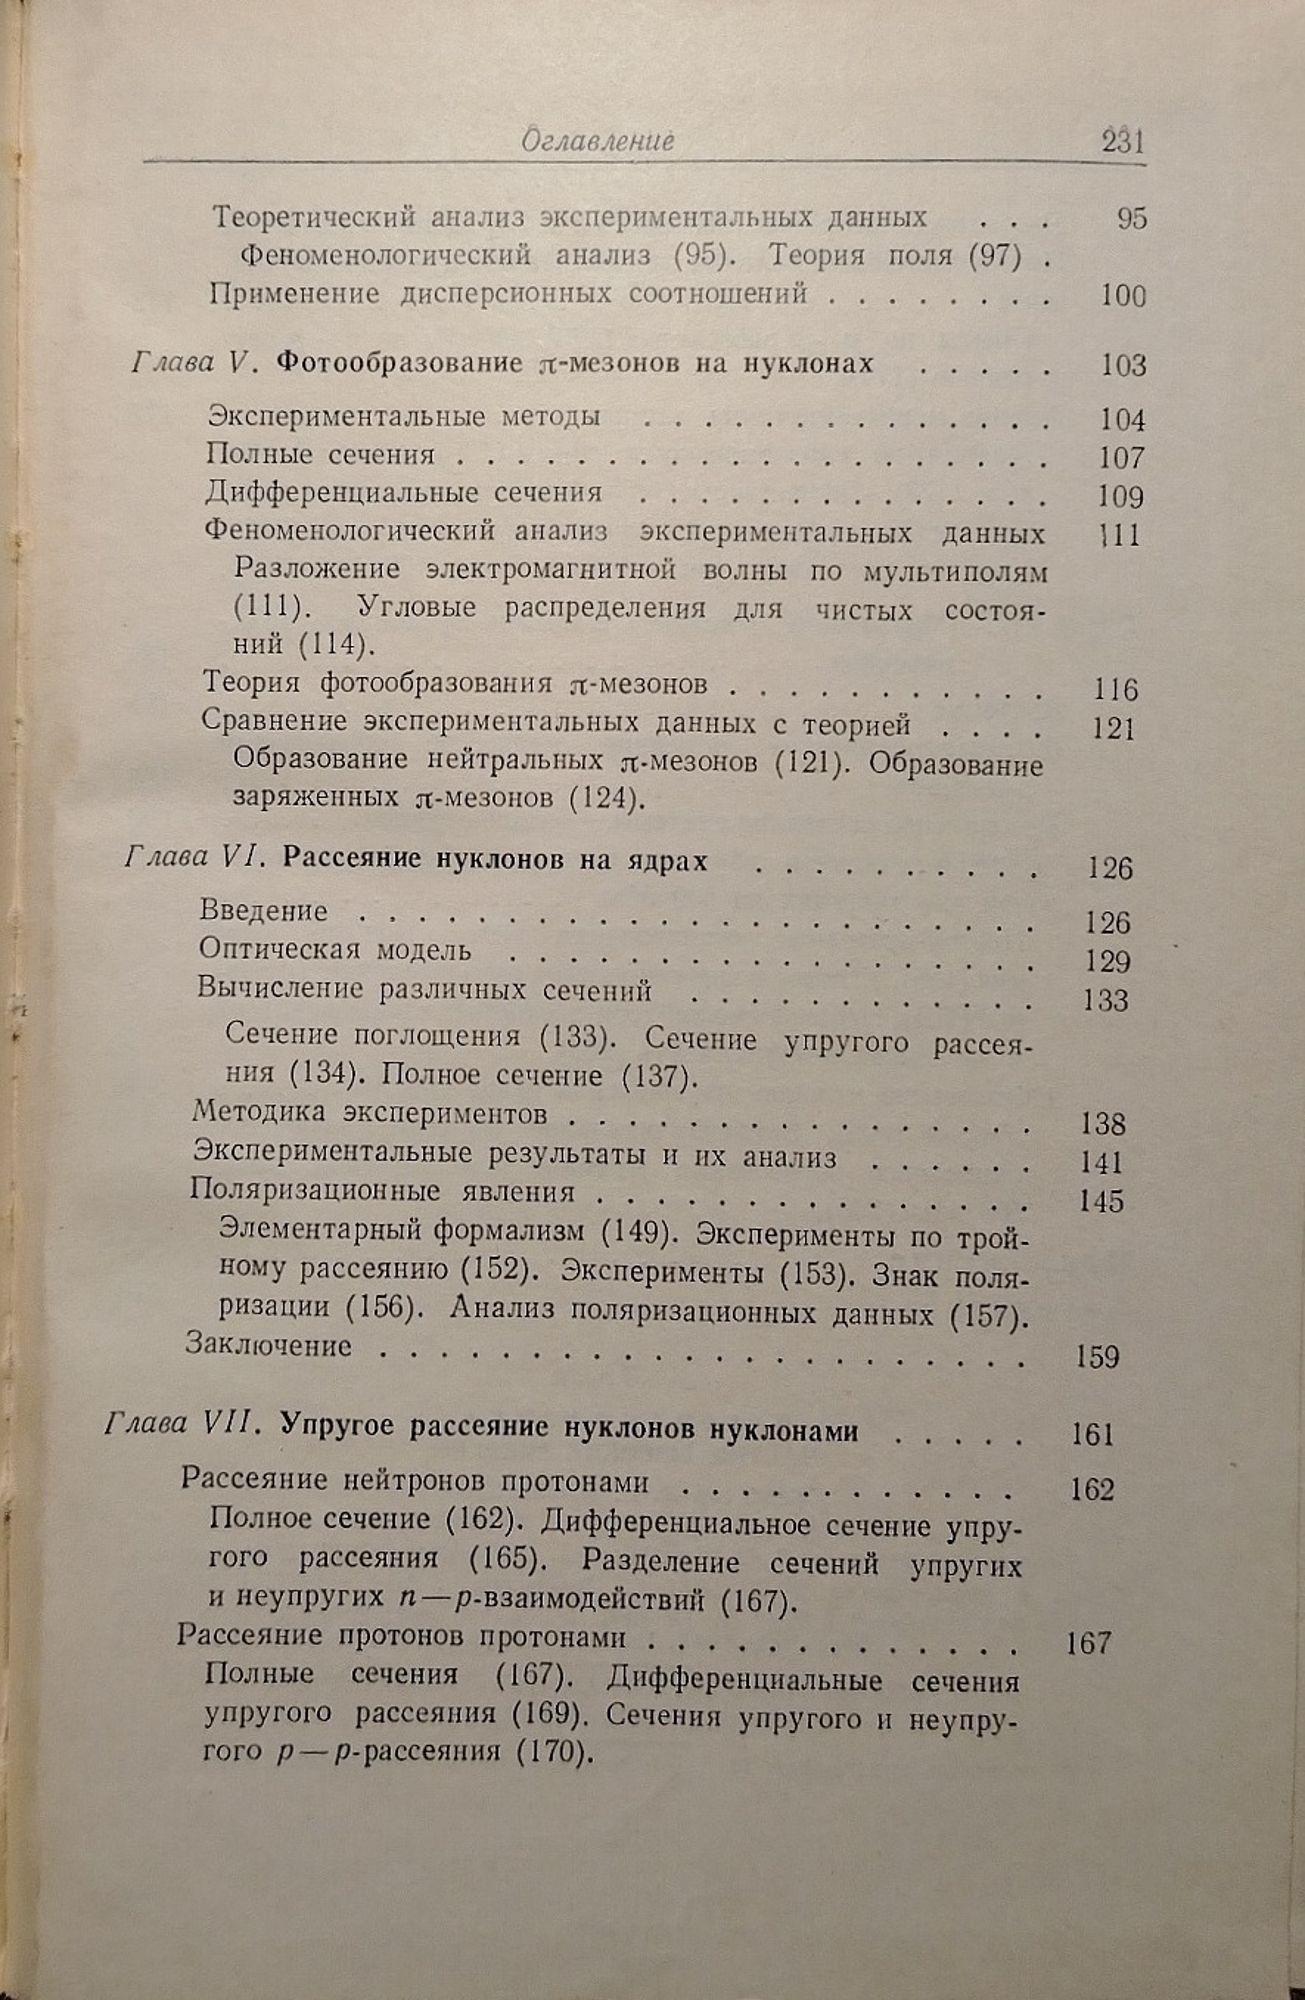 Оглавление 231
Теоретический анализ экспериментальных данных . . . 95
Феноменологический анализ (95). Теория поля (97) .
Применение дисперсионных соотношений . . . . . . . . 100
Глава V. Фотообразование π-мезонов на нуклонах . . . . . 103
Экспериментальные методы . . . . . . . . . . . . . . 104
Полные сечения . . . . . . . . . . . . . . . . . . . . 107
Дифференциальные сечения . . . . . . . . . . . . . . 109
Феноменологический анализ экспериментальных данных 111
Разложение электромагнитной волны по мультиполям
(111). Угловые распределения для чистых состоя-
ний (114).
Теория фотообразования π-мезонов . . . . . . . . . . . 116
Сравнение экспериментальных данных с теорией . . . . 121
Образование нейтральных π-мезонов (121). Образование
заряженных π-мезонов (124).
Глава VI. Рассеяние нуклонов на ядрах . . . . . . . . . . 126
Введение . . . . . . . . . . . . . . . . . . . . . . . 126
Оптическая модель . . . . . . . . . . . . . . . . . . 129
Вычисление различных сечений . . . . . . . . . . . . 133
Сечение поглощения (133). Сечение упругого рассея-
ния (134). Полное сечение (137).
Методика экспериментов . . . . . . . . . . . . . . . . 138
Экспериментальные результаты и их анализ . . . . . . 141
Поляризационные явления . . . . . . . . . . . . . . . 145
Элементарный формализм (149). Эксперименты по трой-
ному рассеянию (152). Эксперименты (153). Знак поля-
ризации (156). Анализ поляризационных данных (157).
Заключение . . . . . . . . . . . . . . . . . . . . . . 159
Глава VII. Упругое рассеяние нуклонов нуклонами . . . . . 161
Рассеяние нейтронов протонами . . . . . . . . . . . . 162
Полное сечение (162). Дифференциальное сечение упру-
гого рассеяния (165). Разделение сечений упругих
и неупругих n—p-взаимодействий (167).
Рассеяние протонов протонами . . . . . . . . . . . . . 167
Полные сечения (167). Дифференциальные сечения
упругого рассеяния (169). Сечения упругого и неупру-
гого p—p-рассеяния (170).